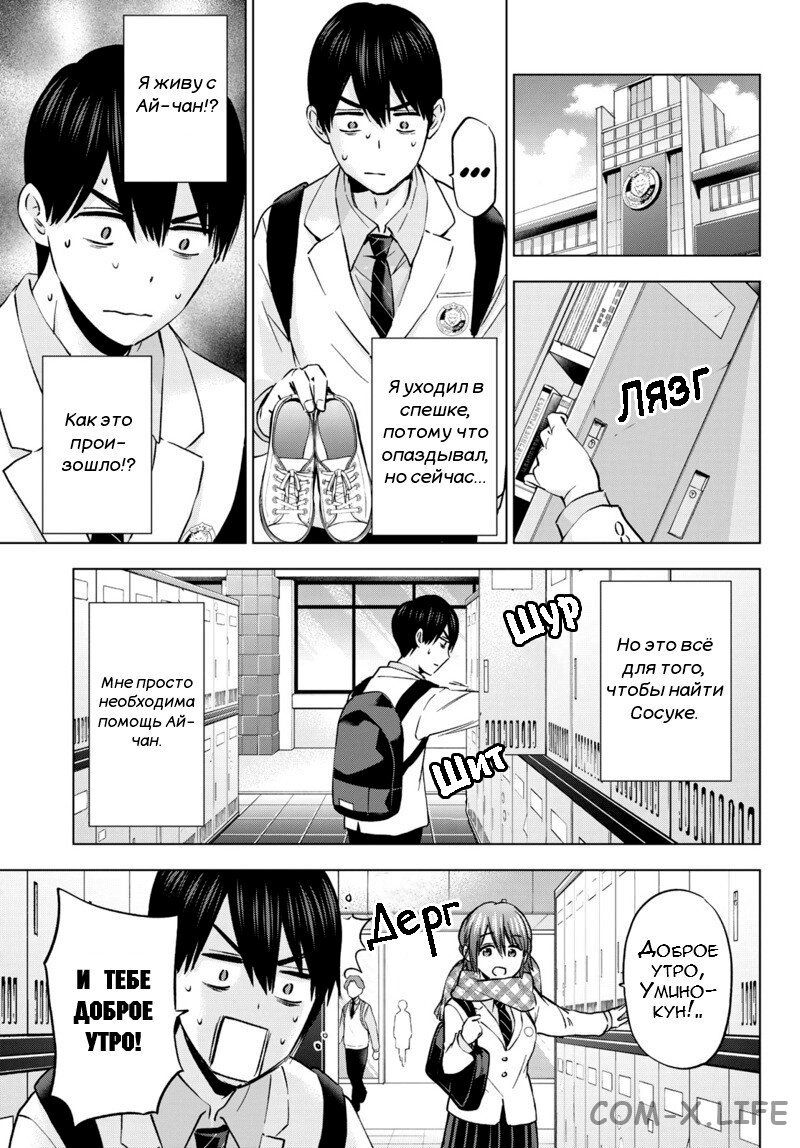 Лязг
...
Я уходил в
спешке,
потому что
опаздывал,
но сейчас...
Я живу с
Ай-чан!?
Как это
прои-
зошло!?
Но это всё
для того,
чтобы найти
Сосуке.
Шур
Шит
Мне просто
необходима
помощь Ай-
чан.
Доброе
утро,
Умино-
кун!..
Дерг
И ТЕБЕ
ДОБРОЕ
УТРО!
COM-X.LIFE